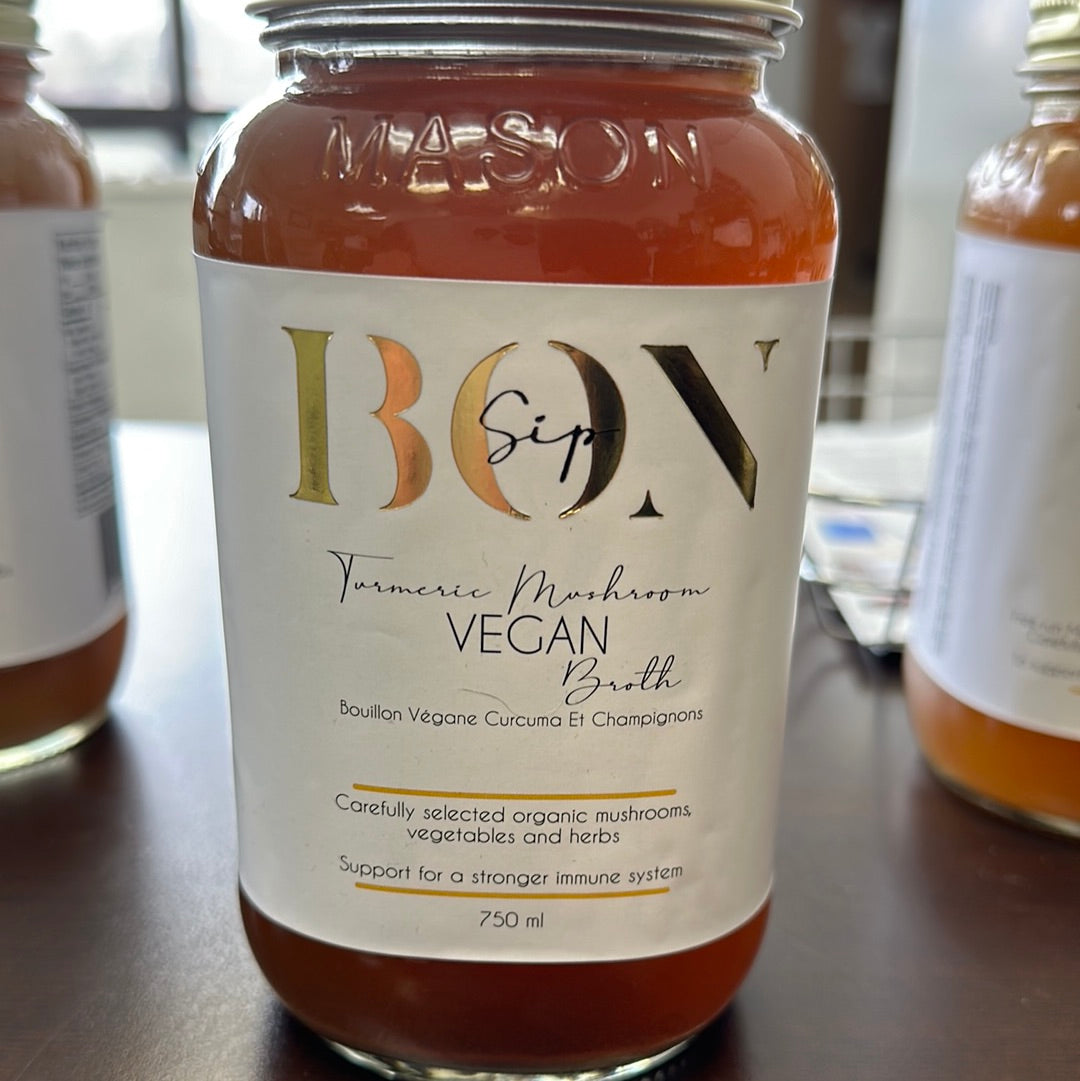 MASON
BON
Sip
Turmeric Mushroom
VEGAN
Broth
Bouillon Végane Curcuma Et Champignons
Carefully selected organic mushrooms,
vegetables and herbs
Support for a stronger immune system
750 ml